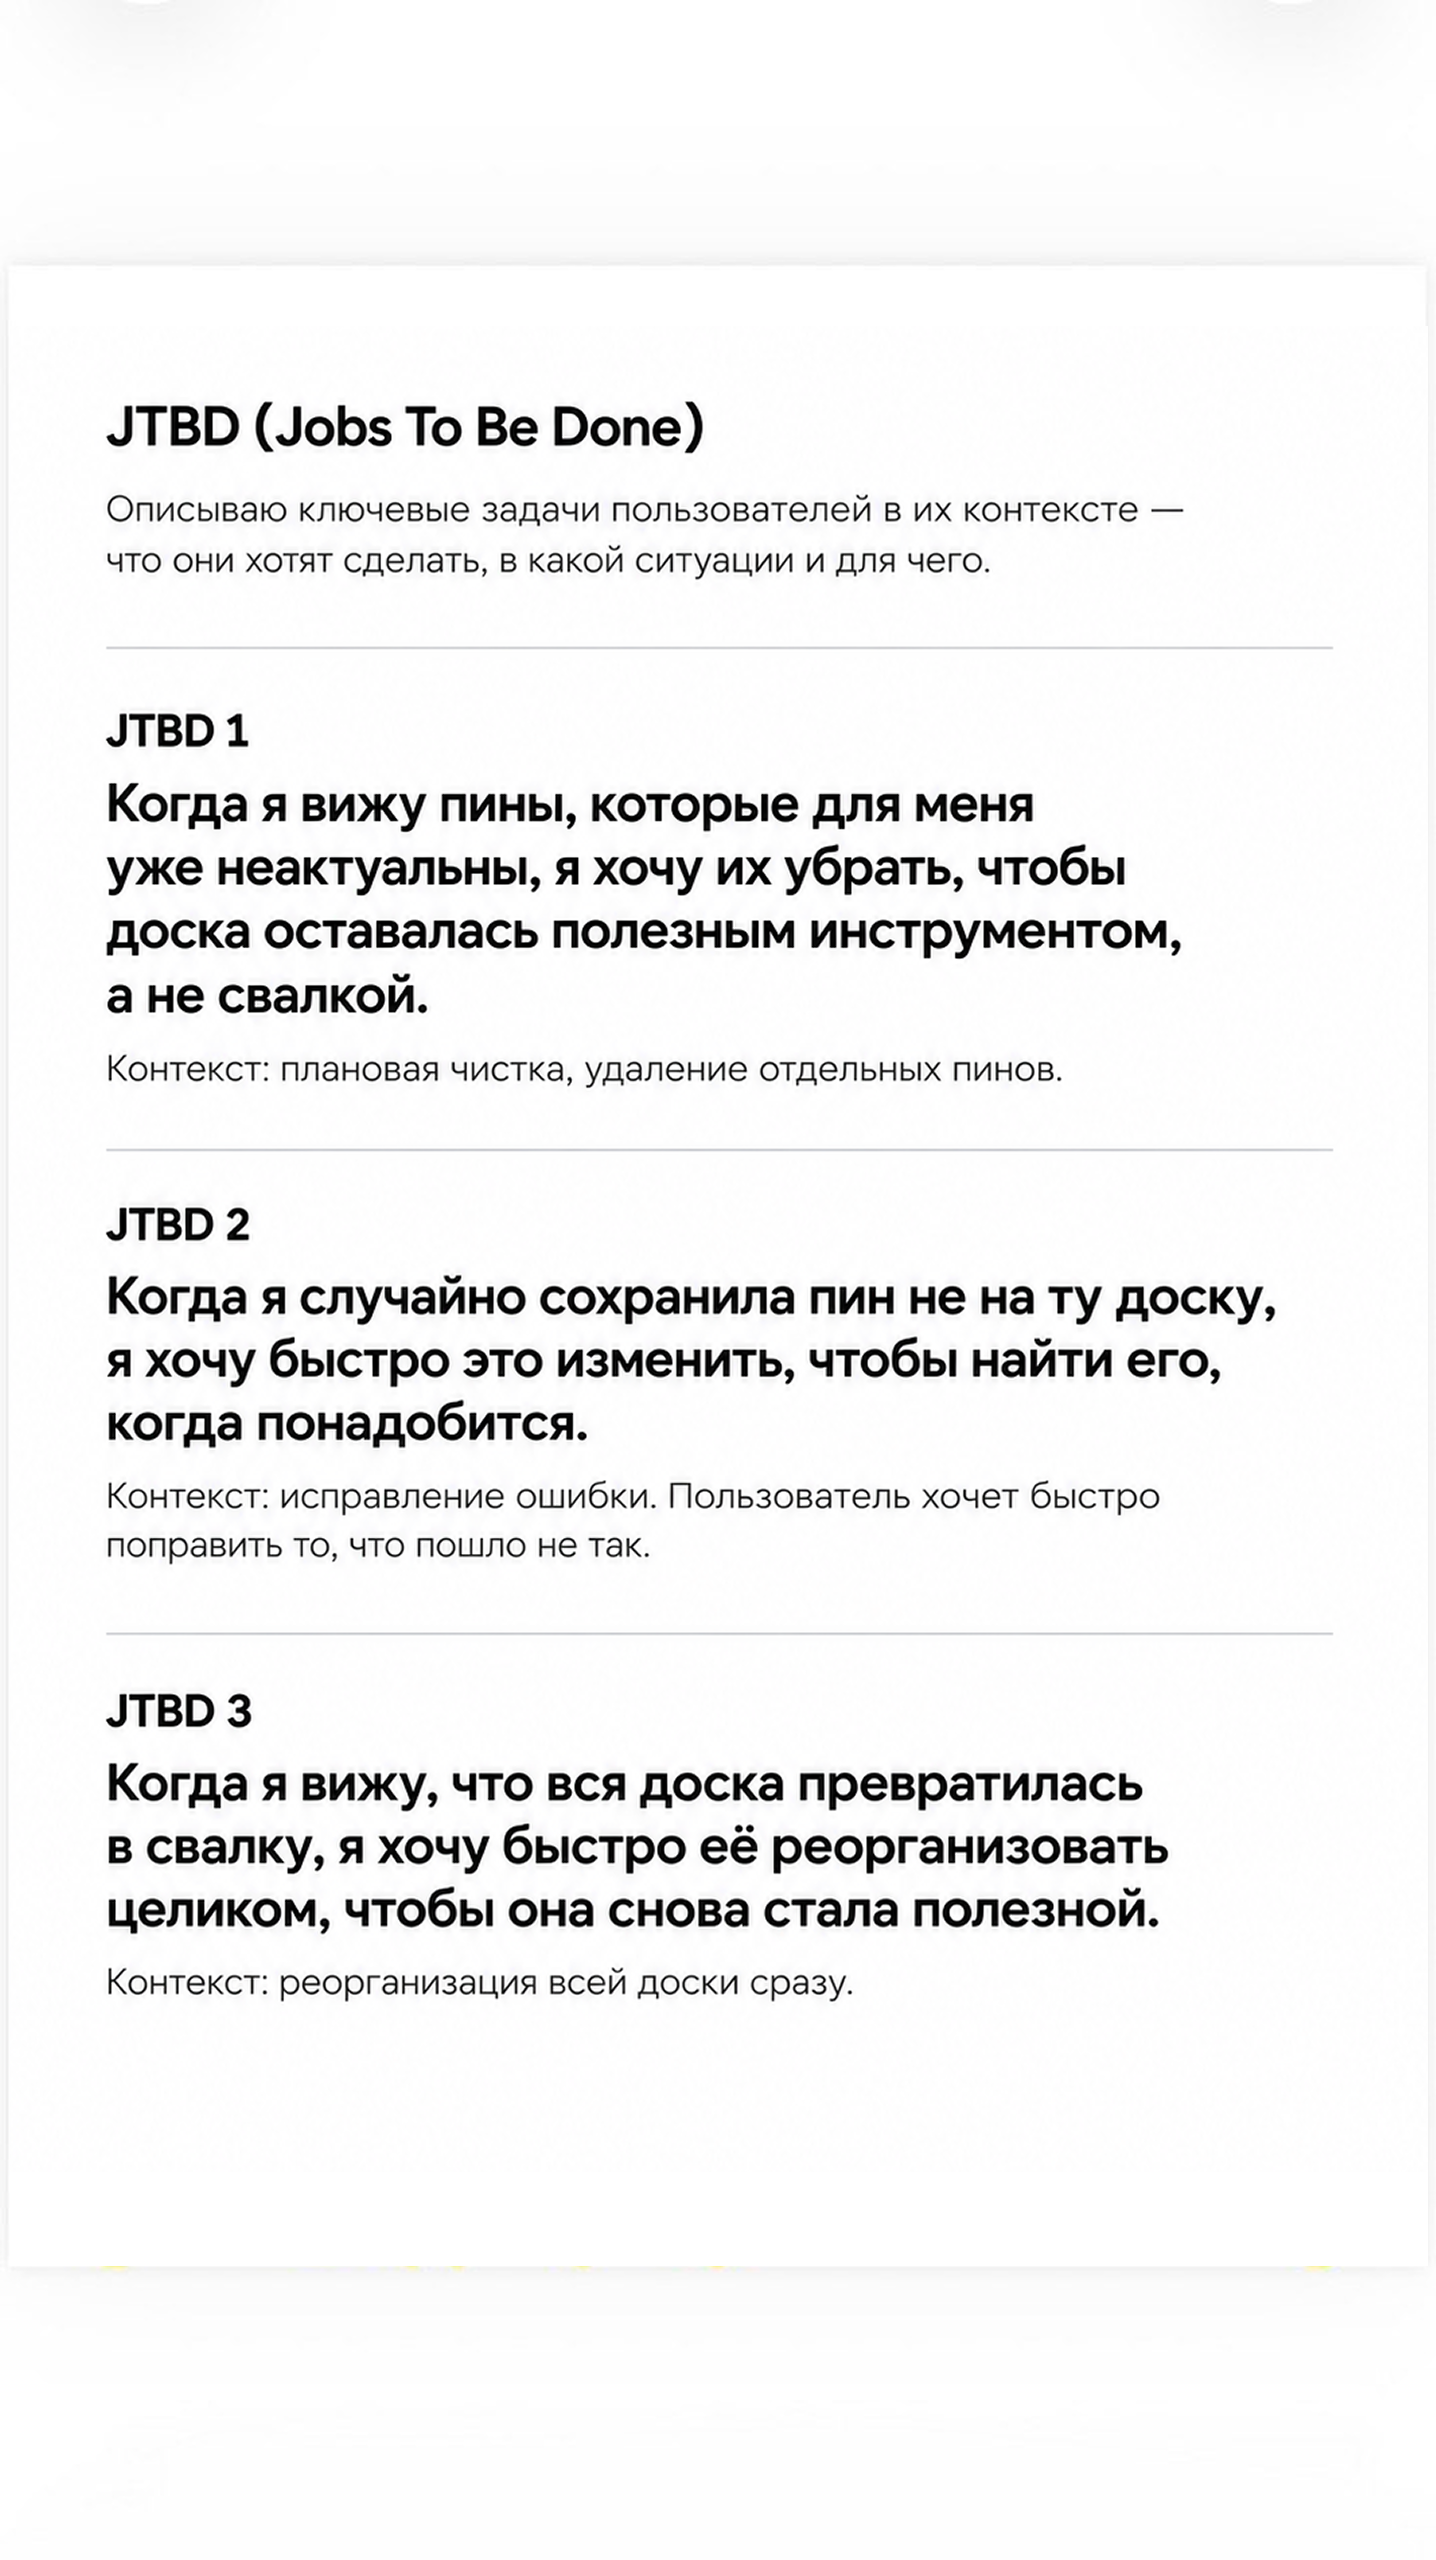 JTBD (Jobs To Be Done)
Описываю ключевые задачи пользователей в их контексте —
что они хотят сделать, в какой ситуации и для чего.
JTBD 1
Когда я вижу пины, которые для меня
уже неактуальны, я хочу их убрать, чтобы
доска оставалась полезным инструментом,
а не свалкой.
Контекст: плановая чистка, удаление отдельных пинов.
JTBD 2
Когда я случайно сохранила пин не на ту доску,
я хочу быстро это изменить, чтобы найти его,
когда понадобится.
Контекст: исправление ошибки. Пользователь хочет быстро
поправить то, что пошло не так.
JTBD 3
Когда я вижу, что вся доска превратилась
в свалку, я хочу быстро её реорганизовать
целиком, чтобы она снова стала полезной.
Контекст: реорганизация всей доски сразу.